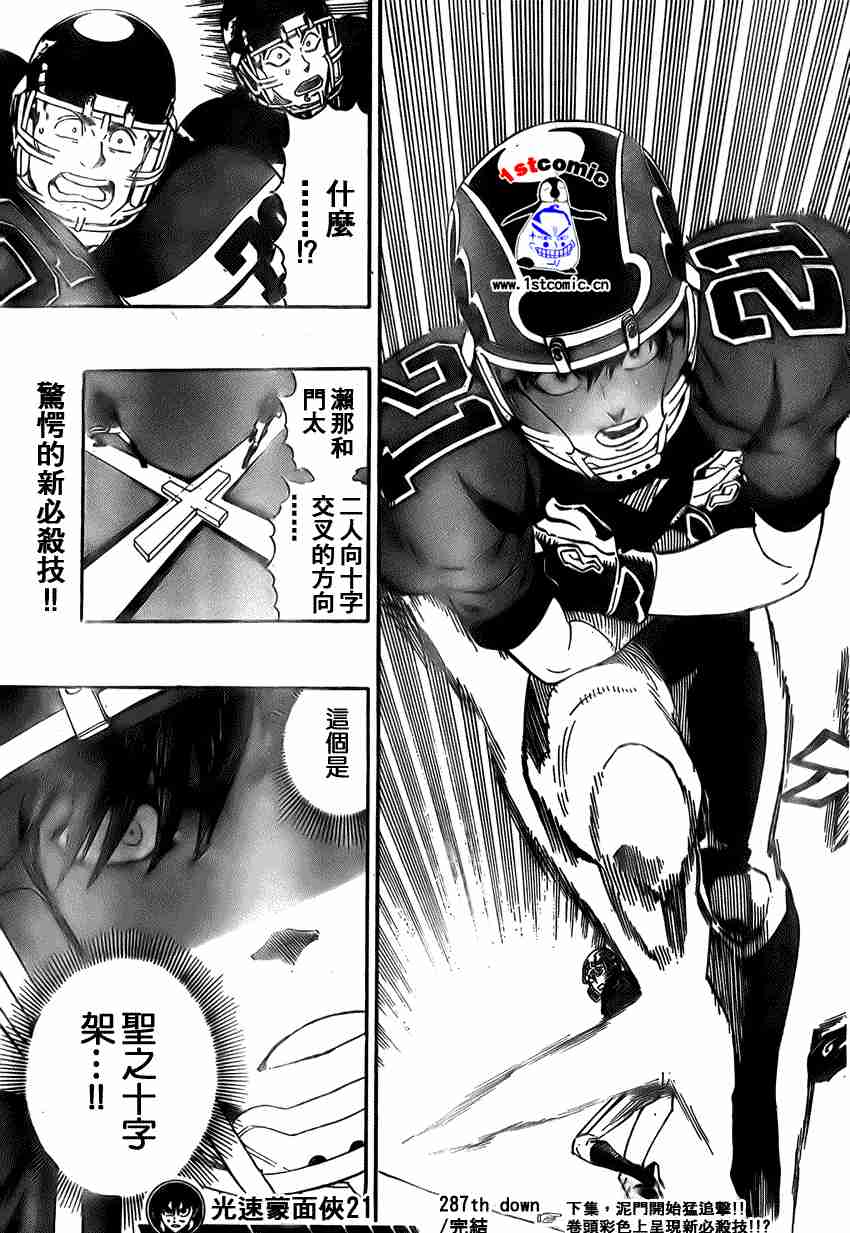 21
21
1stcomic
www.1stcomic.cn
什麼
……!?
瀨那和
門太
……
二人向十字
交叉的方向
驚愕的新必殺技!!
這個是
聖之十字
架…!!
光速蒙面俠21
287th down
/完結
☞下集，泥門開始猛追擊!!
卷頭彩色上呈現新必殺技!!?